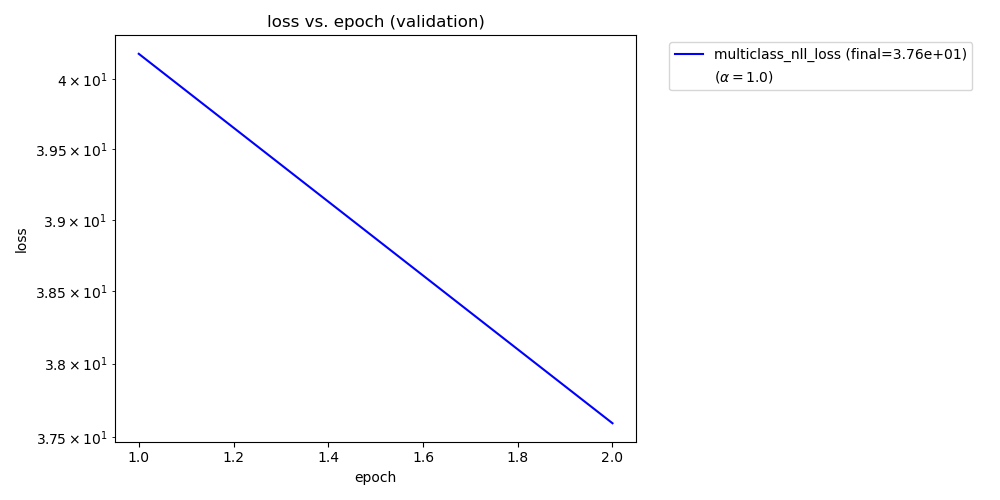 loss vs. epoch (validation)
multiclass_nll_loss (final=3.76e+01)
(α = 1.0)
4 × 10¹
3.95 × 10¹
3.9 × 10¹
3.85 × 10¹
3.8 × 10¹
3.75 × 10¹
loss
1.0 1.2 1.4 1.6 1.8 2.0
epoch